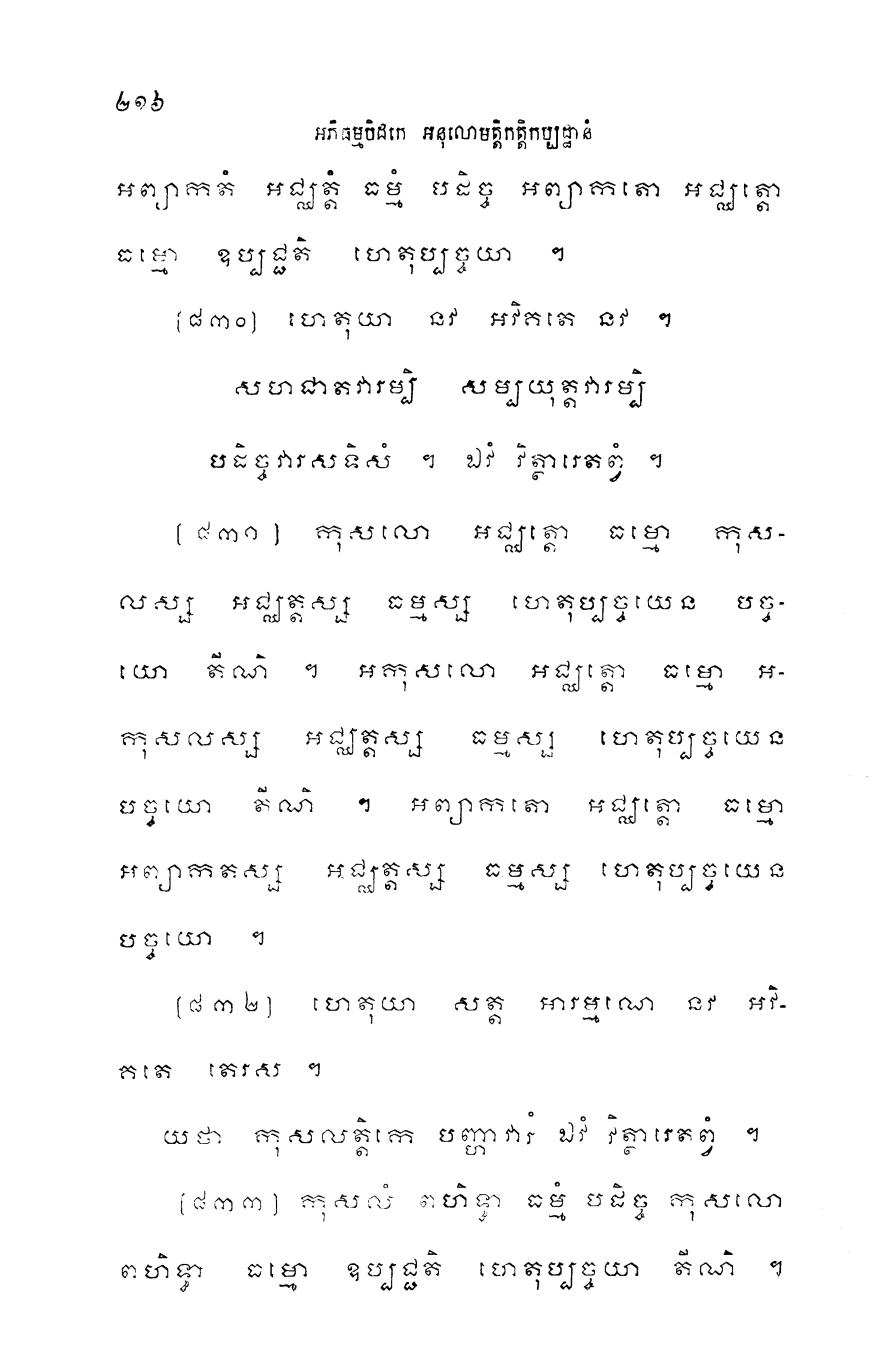 ២១៦
អភិធម្មបិដកេ អនុលោមត្តិកត្តិកប្បដ្ឋានំ
អព្យាកតំ អជ្ឈត្តំ ធម្មំ បដិច្ច អព្យាកតោ អជ្ឈត្តោ
ធម្មោ ឧប្បជ្ជតិ ហេតុប្បច្ចយា ។
[៨៣០] ហេតុយា នវ អវិគតេ នវ ។
សហជាតវារម្បិ សម្បយុត្តវារម្បិ
បដិច្ចវារសទិសំ ។ ឯវំ វិត្ថារេតព្វំ ។
[៨៣១] កុសលោ អជ្ឈត្តោ ធម្មោ កុស-
លស្ស អជ្ឈត្តស្ស ធម្មស្ស ហេតុប្បច្ចយេន បច្ច-
យោ តីណិ ។ អកុសលោ អជ្ឈត្តោ ធម្មោ អ-
កុសលស្ស អជ្ឈត្តស្ស ធម្មស្ស ហេតុប្បច្ចយេន
បច្ចយោ តីណិ ។ អព្យាកតោ អជ្ឈត្តោ ធម្មោ
អព្យាកតស្ស អជ្ឈត្តស្ស ធម្មស្ស ហេតុប្បច្ចយេន
បច្ចយោ ។
[៨៣២] ហេតុយា សត្ត អារម្មណេ នវ អវិ-
គតេ តេរស ។
យថា កុសលត្តិកេ បញ្ហាវារំ ឯវំ វិត្ថារេតព្វំ ។
[៨៣៣] កុសលំ ពហិទ្ធា ធម្មំ បដិច្ច កុសលោ
ពហិទ្ធា ធម្មោ ឧប្បជ្ជតិ ហេតុប្បច្ចយា តីណិ ។